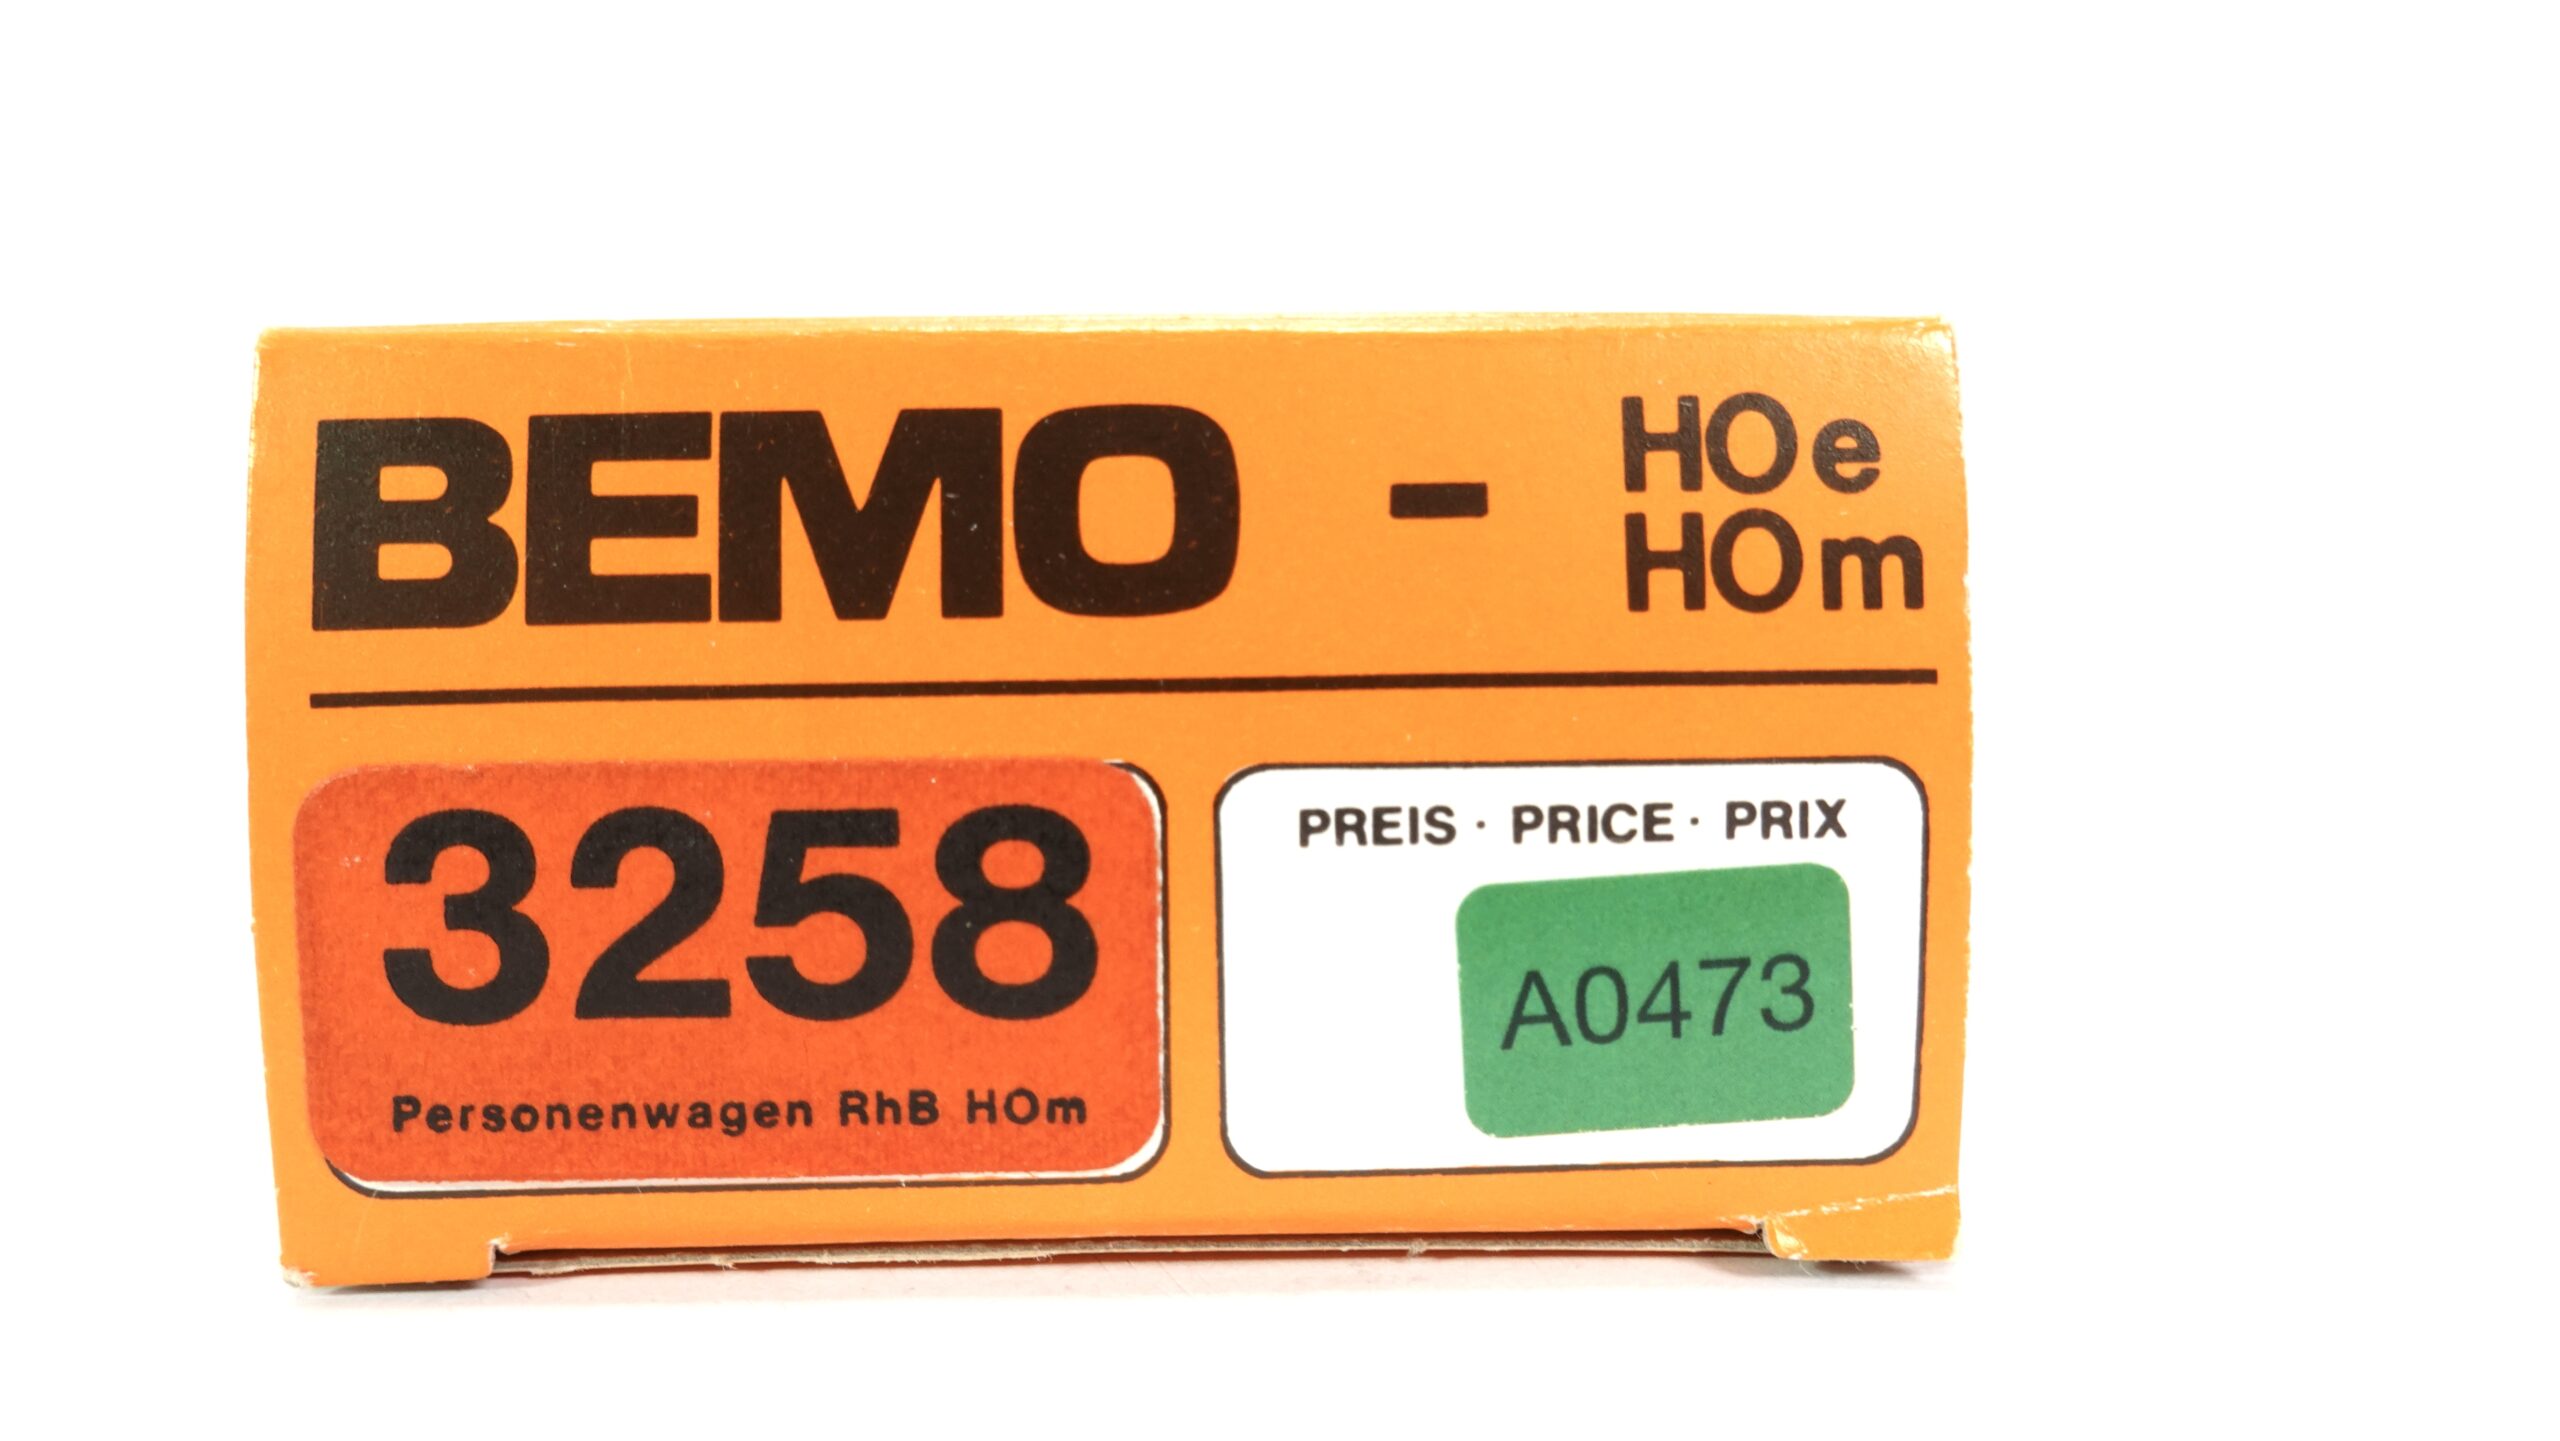 BEMO - HOe
HOm
3258
Personenwagen RhB HOm
PREIS · PRICE · PRIX
A0473